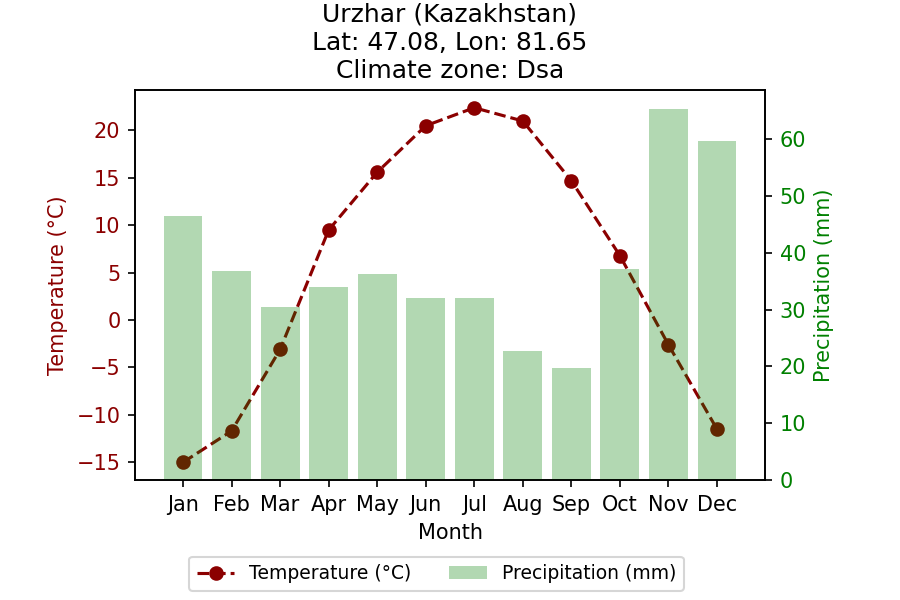 Urzhar (Kazakhstan)
Lat: 47.08, Lon: 81.65
Climate zone: Dsa
Temperature (°C)
20
15
10
5
0
−5
−10
−15
60
50
40
30
20
10
0
Precipitation (mm)
Jan Feb Mar Apr May Jun Jul Aug Sep Oct Nov Dec
Month
Temperature (°C) Precipitation (mm)